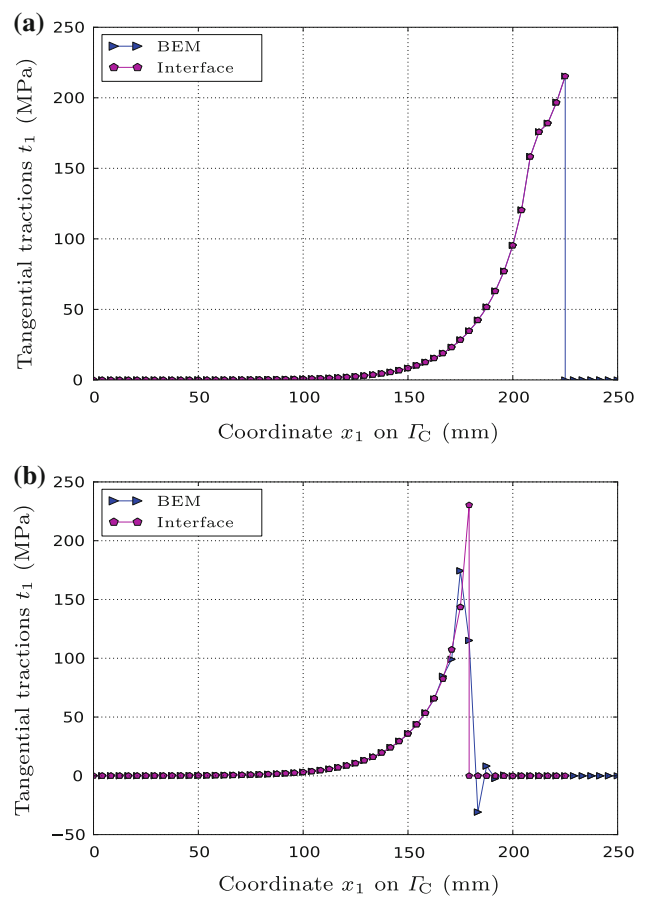 (a)
250
200
150
100
50
0
Tangential tractions t₁ (MPa)
BEM
Interface
0 50 100 150 200 250
Coordinate x₁ on Γ_C (mm)
(b)
250
200
150
100
50
0
−50
Tangential tractions t₁ (MPa)
BEM
Interface
0 50 100 150 200 250
Coordinate x₁ on Γ_C (mm)